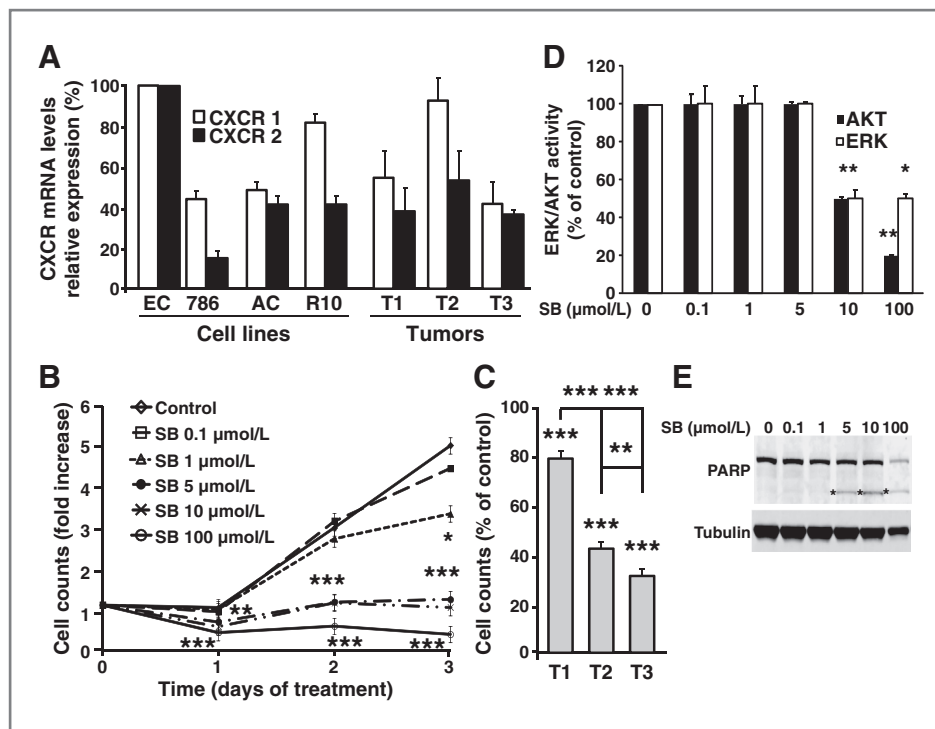 A
CXCR mRNA levels
relative expression (%)
100
80
60
40
20
0
CXCR 1
CXCR 2
EC 786 AC R10 T1 T2 T3
Cell lines Tumors
D
ERK/AKT activity
(% of control)
120
100
80
60
40
20
0
AKT
ERK
** *
**
SB (μmol/L) 0 0.1 1 5 10 100
B
Cell counts (fold increase)
6
5
4
3
2
1
0
Control
SB 0.1 μmol/L
SB 1 μmol/L
SB 5 μmol/L
SB 10 μmol/L
SB 100 μmol/L
*
*** ***
**
*** *** ***
0 1 2 3
Time (days of treatment)
C
Cell counts (% of control)
100
80
60
40
20
0
*** ***
***
**
***
***
T1 T2 T3
E
SB (μmol/L) 0 0.1 1 5 10 100
PARP
* * *
Tubulin